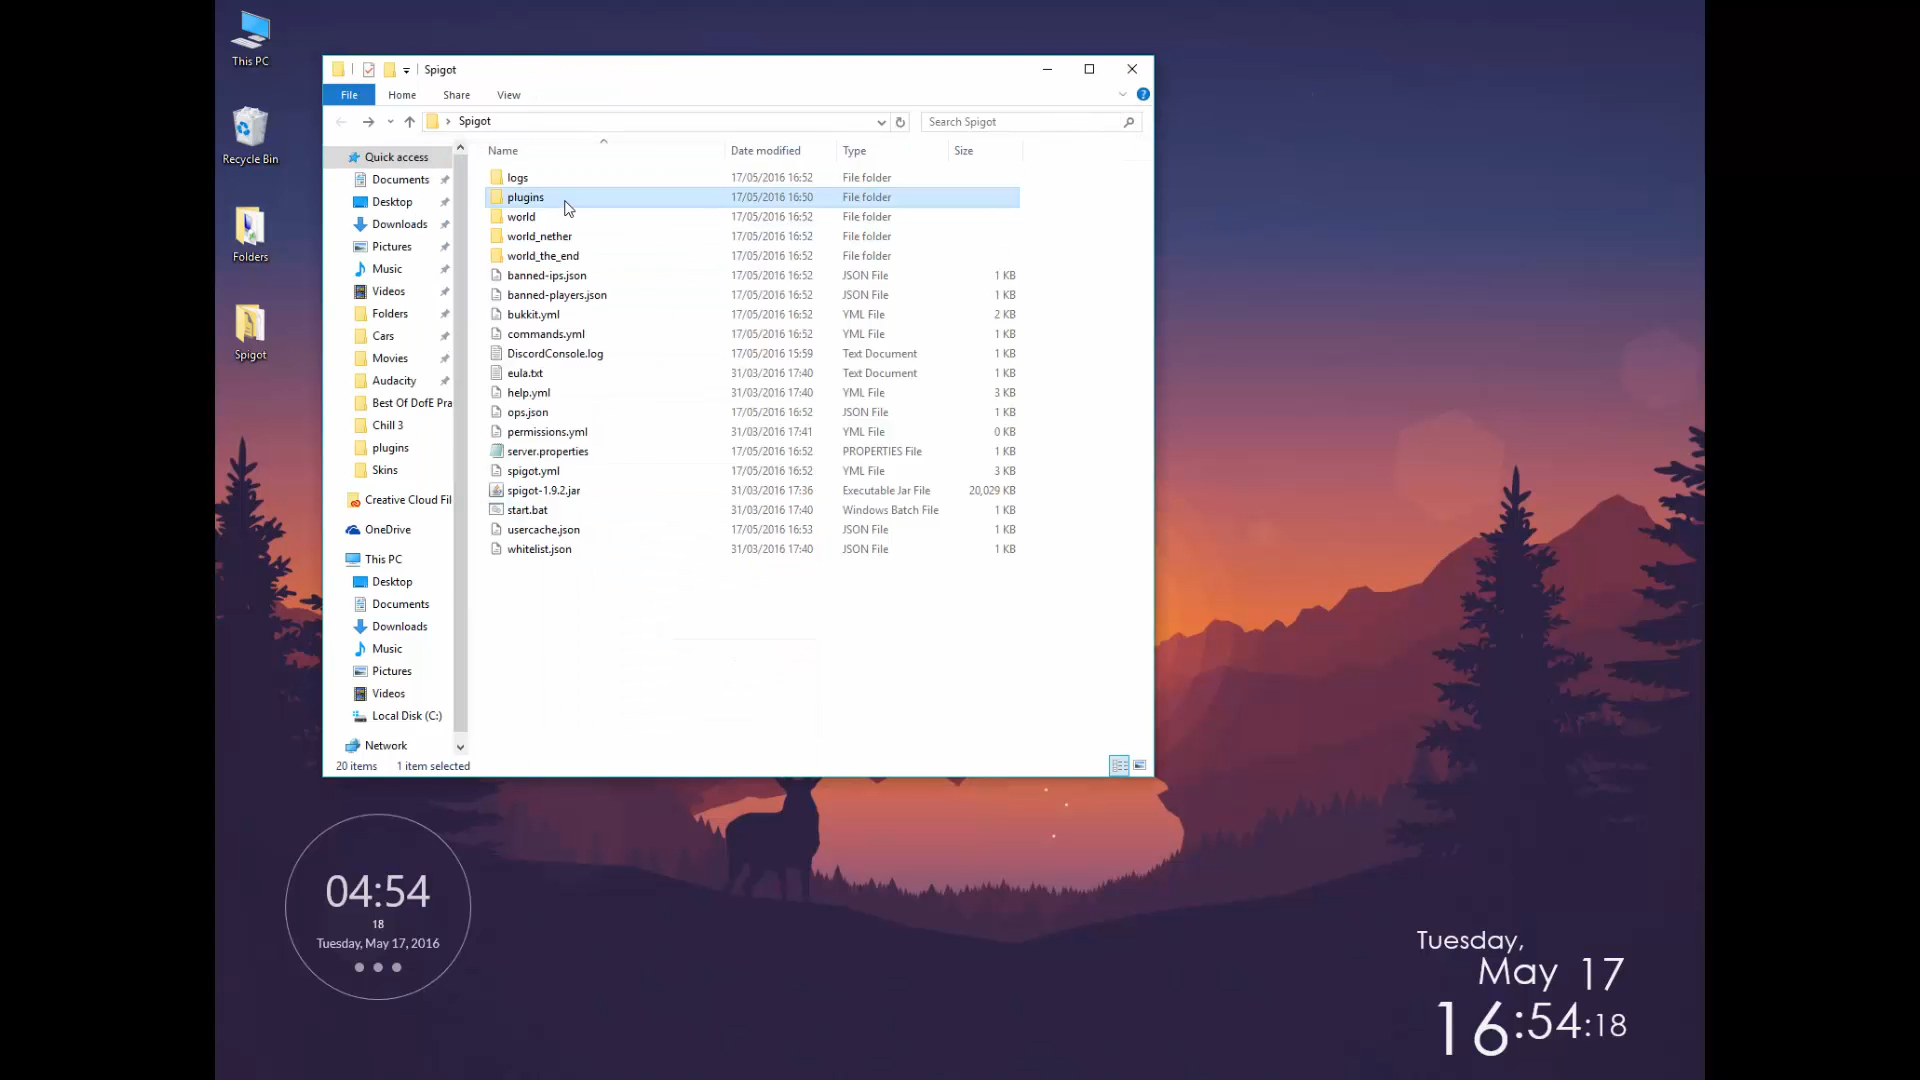 This PC
Recycle Bin
Folders
Spigot
Spigot
File Home Share View
Spigot
Search Spigot
Quick access
Documents
Desktop
Downloads
Pictures
Music
Videos
Folders
Cars
Movies
Audacity
Best Of DofE Pra
Chill 3
plugins
Skins
Creative Cloud Fil
OneDrive
This PC
Desktop
Documents
Downloads
Music
Pictures
Videos
Local Disk (C:)
Network
Name Date modified Type Size
logs 17/05/2016 16:52 File folder
plugins 17/05/2016 16:50 File folder
world 17/05/2016 16:52 File folder
world_nether 17/05/2016 16:52 File folder
world_the_end 17/05/2016 16:52 File folder
banned-ips.json 17/05/2016 16:52 JSON File 1 KB
banned-players.json 17/05/2016 16:52 JSON File 1 KB
bukkit.yml 17/05/2016 16:52 YML File 2 KB
commands.yml 17/05/2016 16:52 YML File 1 KB
DiscordConsole.log 17/05/2016 15:59 Text Document 1 KB
eula.txt 31/03/2016 17:40 Text Document 1 KB
help.yml 31/03/2016 17:40 YML File 3 KB
ops.json 17/05/2016 16:52 JSON File 1 KB
permissions.yml 31/03/2016 17:41 YML File 0 KB
server.properties 17/05/2016 16:52 PROPERTIES File 1 KB
spigot.yml 17/05/2016 16:52 YML File 3 KB
spigot-1.9.2.jar 31/03/2016 17:36 Executable Jar File 20,029 KB
start.bat 31/03/2016 17:40 Windows Batch File 1 KB
usercache.json 17/05/2016 16:53 JSON File 1 KB
whitelist.json 31/03/2016 17:40 JSON File 1 KB
20 items 1 item selected
04:54
18
Tuesday, May 17, 2016
Tuesday,
May 17
16:54:18